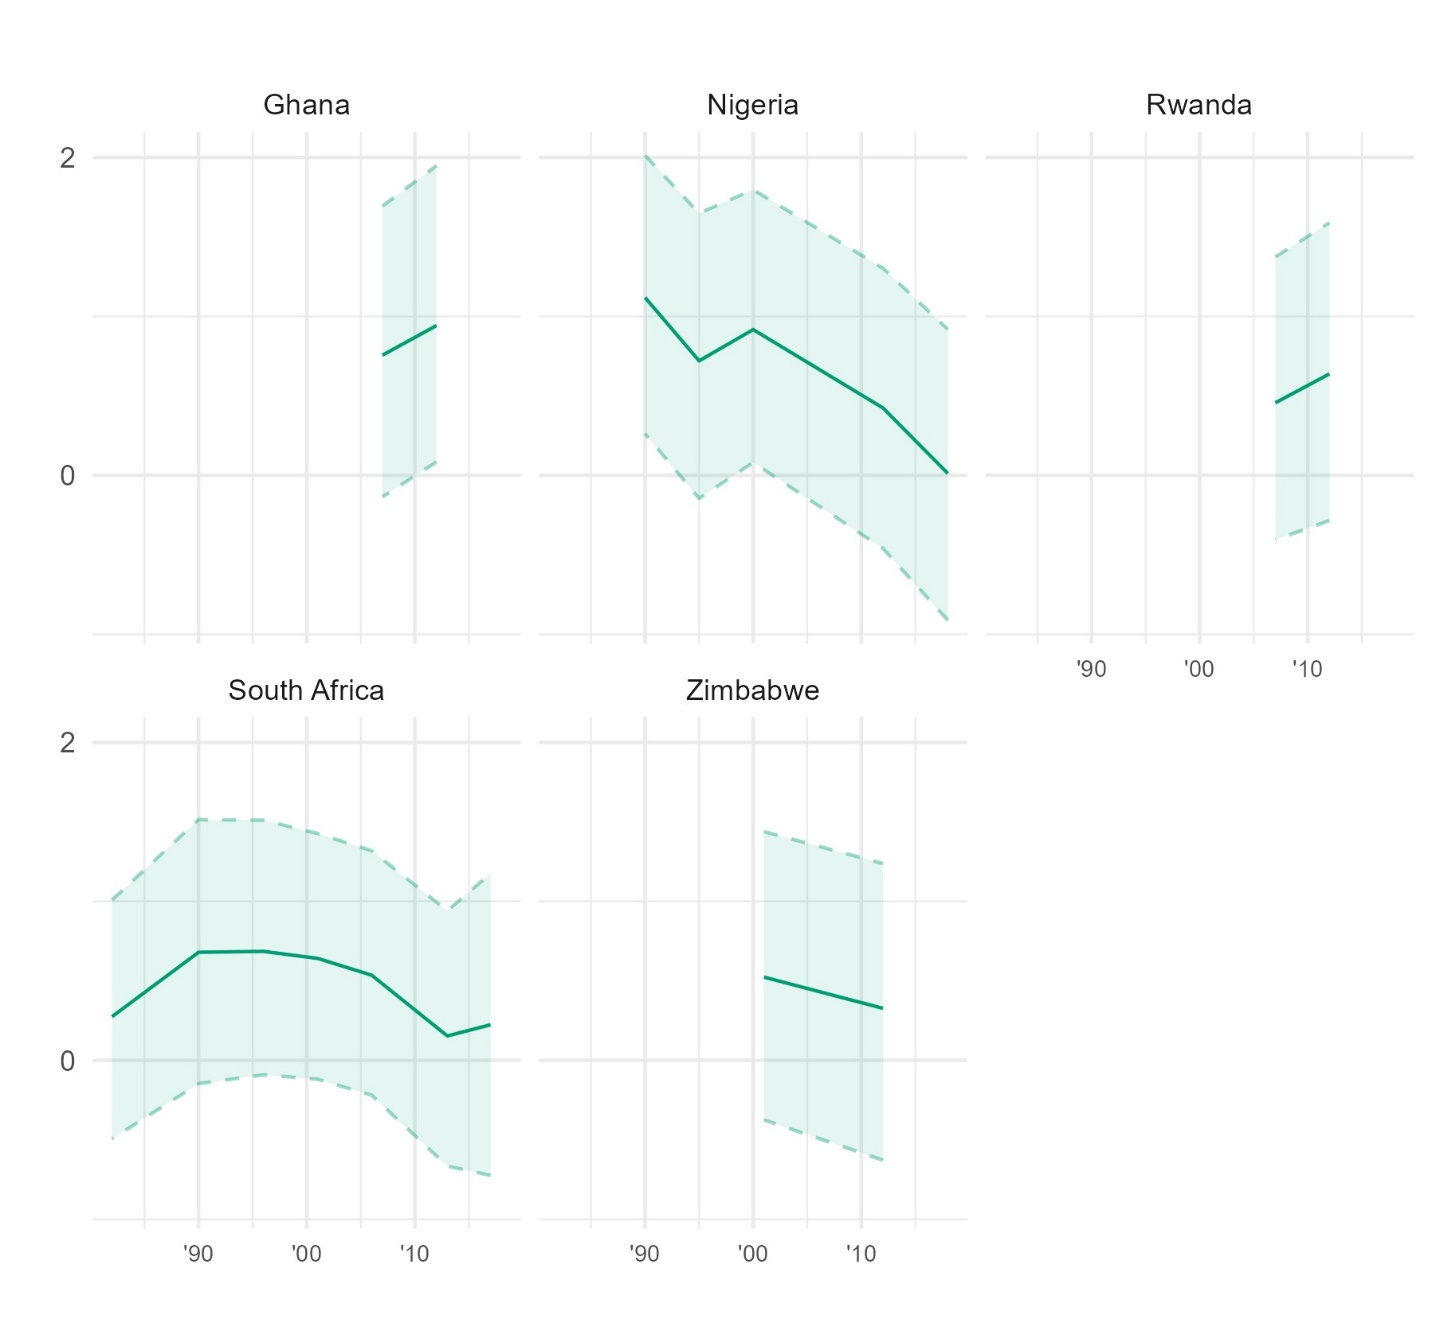 Ghana
Nigeria
Rwanda
2
0
'90 '00 '10
South Africa
Zimbabwe
2
0
'90 '00 '10
'90 '00 '10